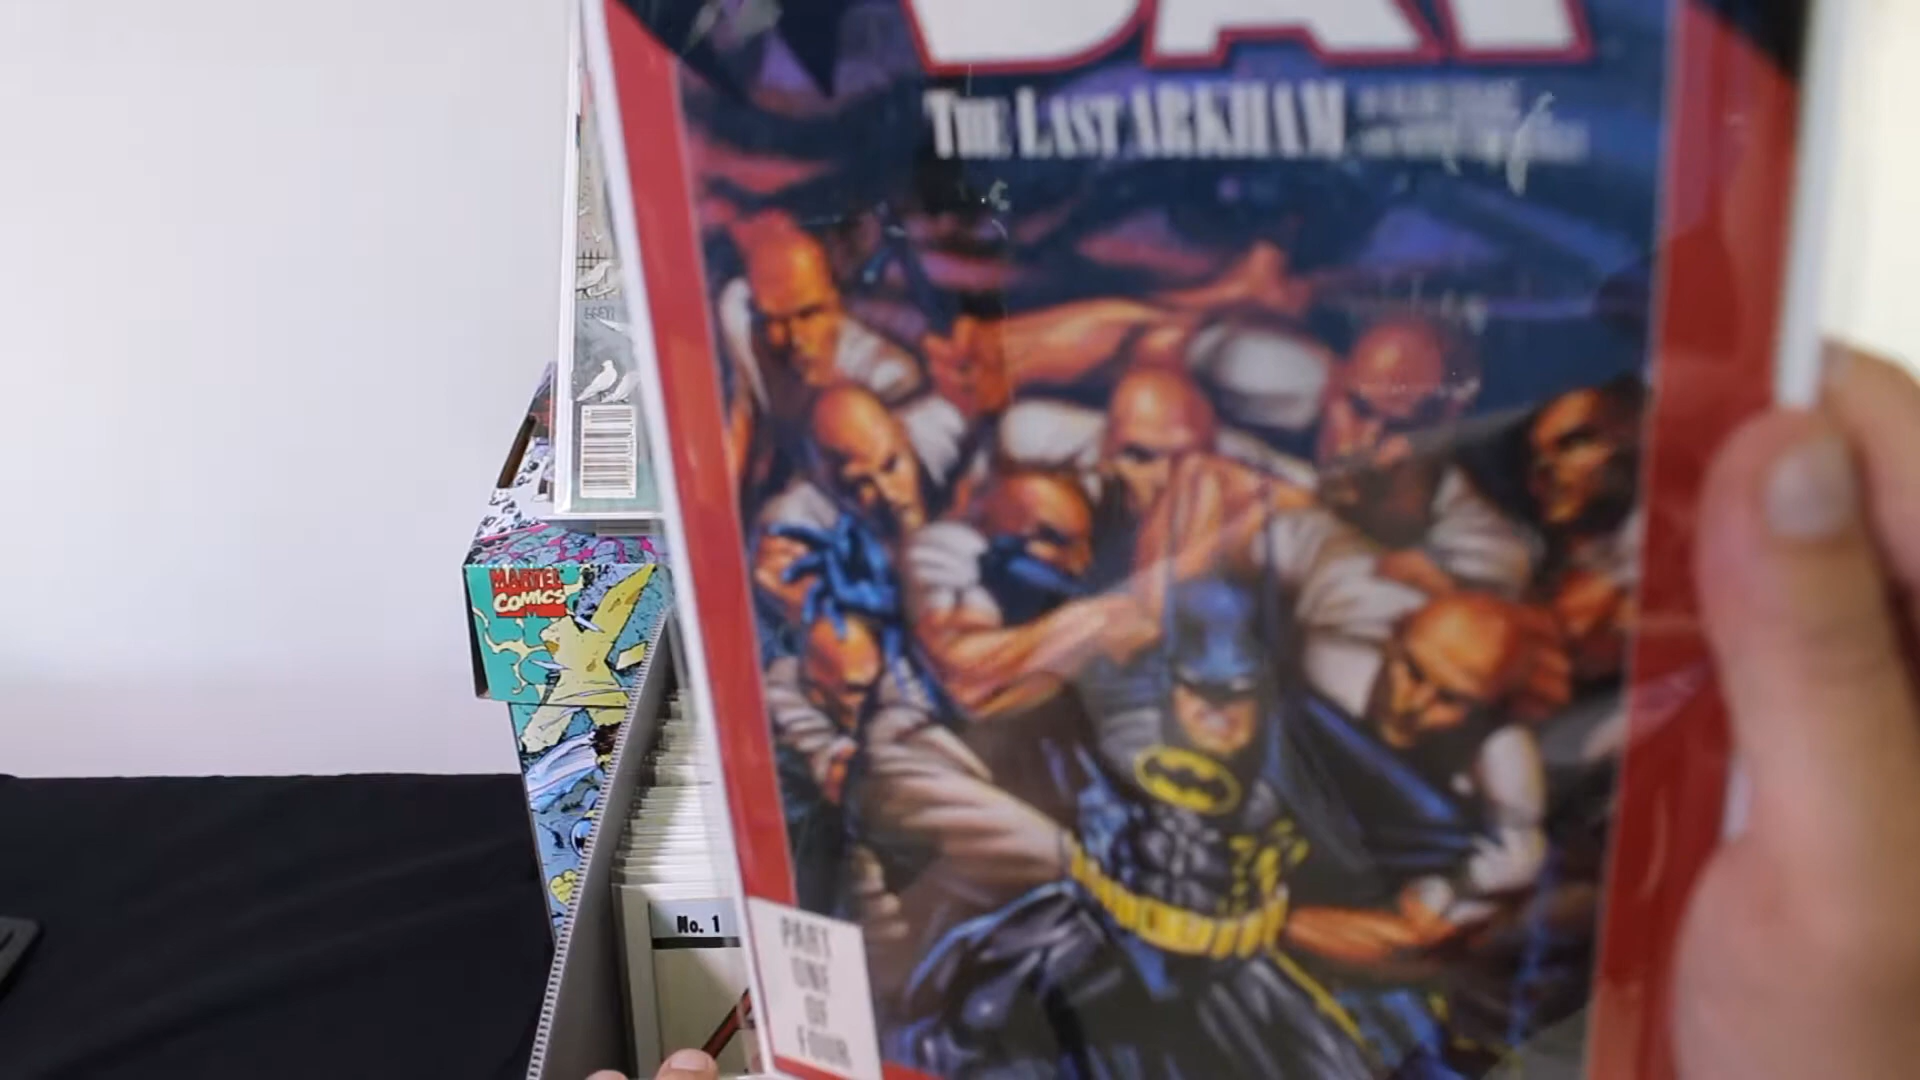 BAT
THE LAST ARKHAM
MARVEL
COMICS
No. 1
PART
ONE
OF
FOUR